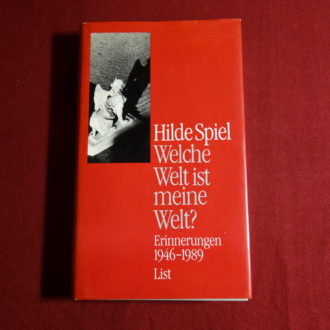 Hilde Spiel
Welche
Welt ist
meine
Welt?
Erinnerungen
1946–1989
List